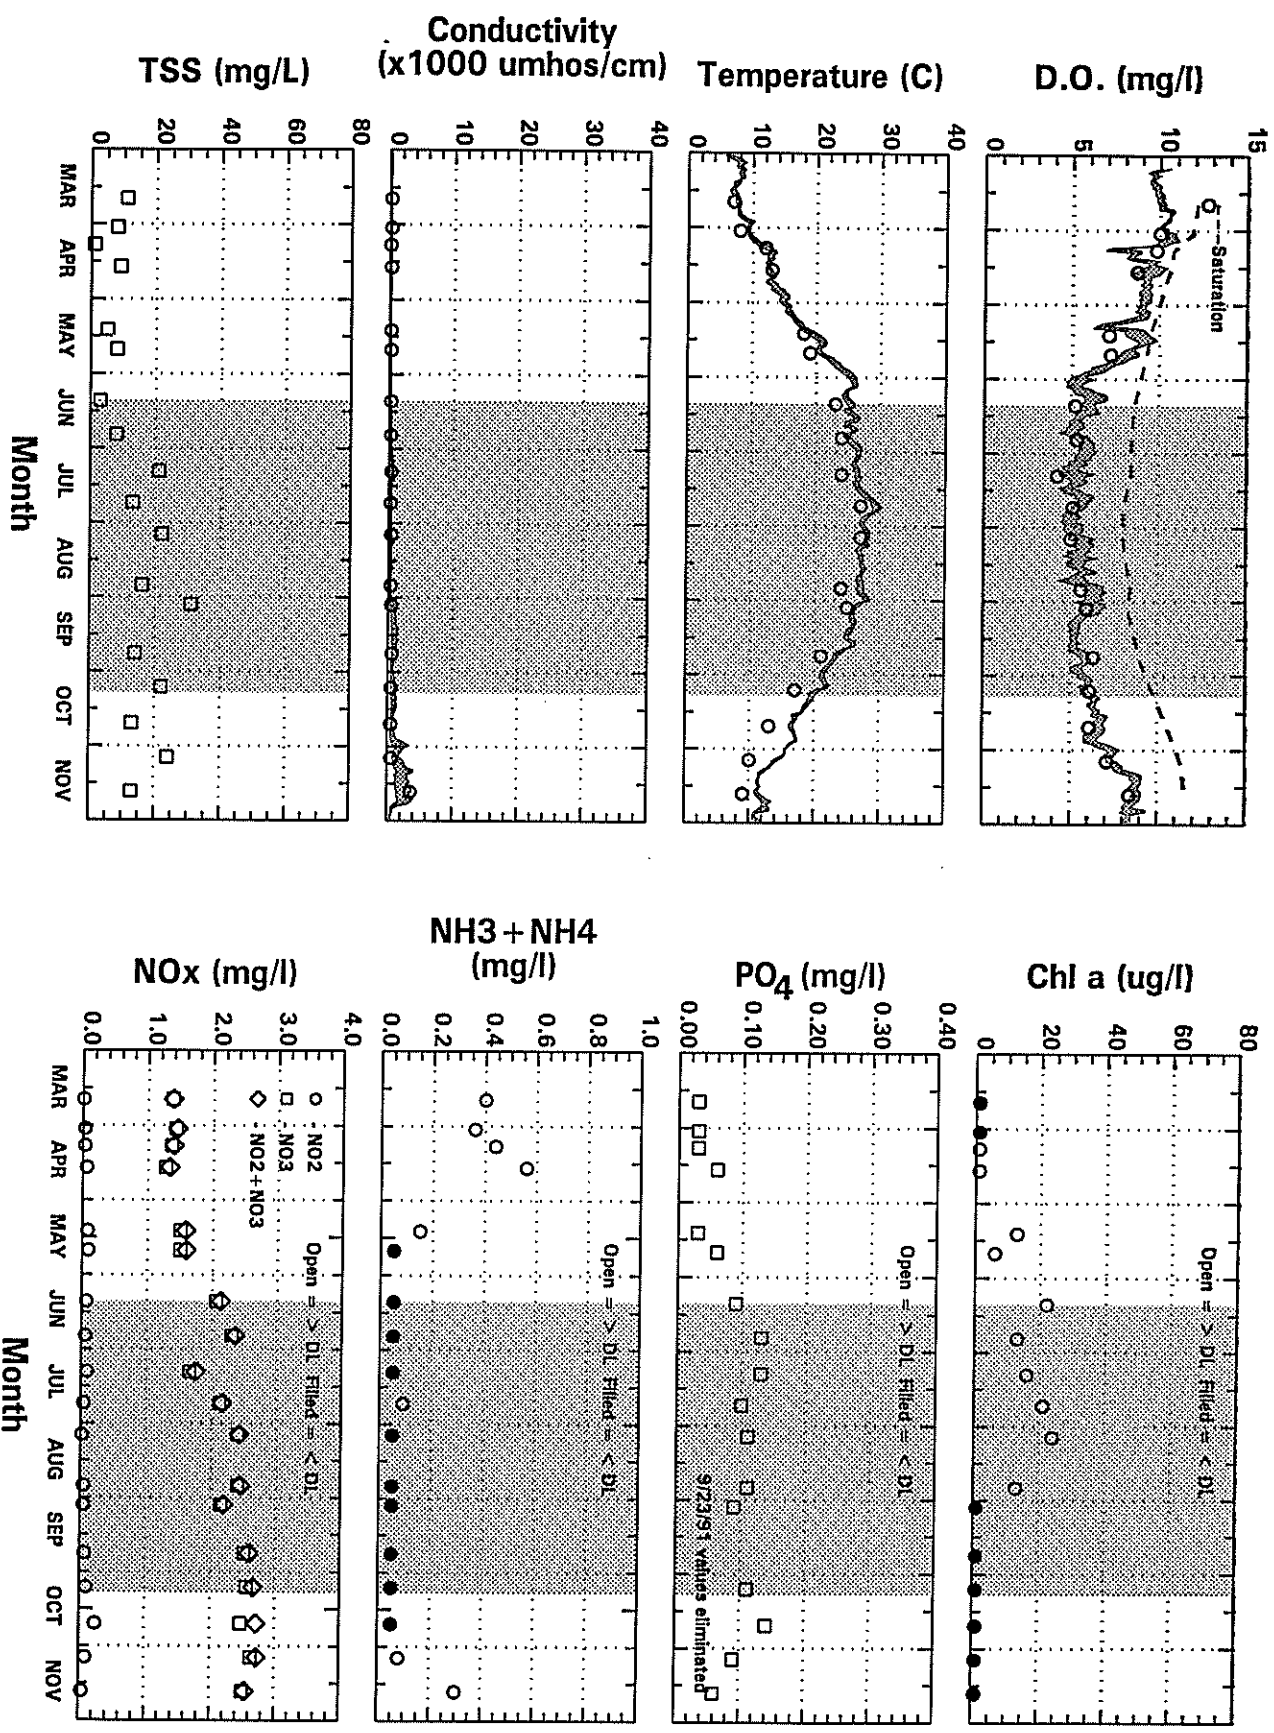 D.O. (mg/l)
15
10
5
0
---Saturation
Temperature (C)
40
30
20
10
0
Conductivity
(x1000 umhos/cm)
40
30
20
10
0
TSS (mg/L)
80
60
40
20
0
MAR APR MAY JUN JUL AUG SEP OCT NOV
Month
Chl a (ug/l)
80
60
40
20
0
Open = > DL Filled = < DL
PO4 (mg/l)
0.40
0.30
0.20
0.10
0.00
Open = > DL Filled = < DL
9/23/91 values eliminated
NH3+NH4
(mg/l)
1.0
0.8
0.6
0.4
0.2
0.0
Open = > DL Filled = < DL
NOx (mg/l)
4.0
3.0
2.0
1.0
0.0
○ - NO2
□ - NO3
◇ - NO2+NO3
Open = > DL Filled = < DL
MAR APR MAY JUN JUL AUG SEP OCT NOV
Month